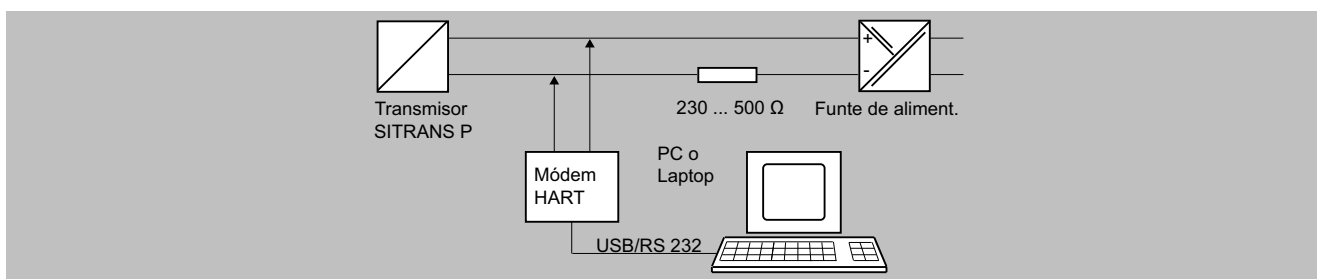 +
-
Transmisor
SITRANS P
230 ... 500 Ω
Funte de aliment.
Módem
HART
PC o
Laptop
USB/RS 232